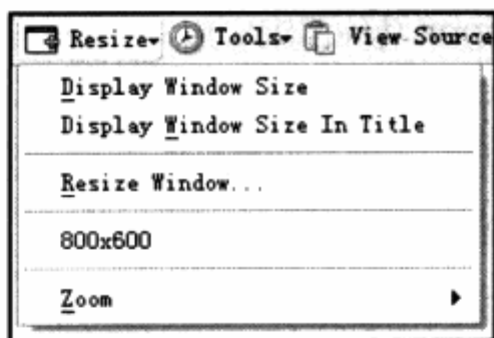 Resize Tools View Source
Display Window Size
Display Window Size In Title
Resize Window...
800x600
Zoom